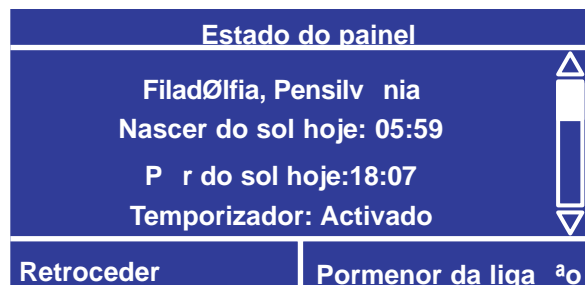 Estado do painel
FiladØlfia, Pensilv nia
Nascer do sol hoje: 05:59
P r do sol hoje:18:07
Temporizador: Activado
Retroceder
Pormenor da liga ªo